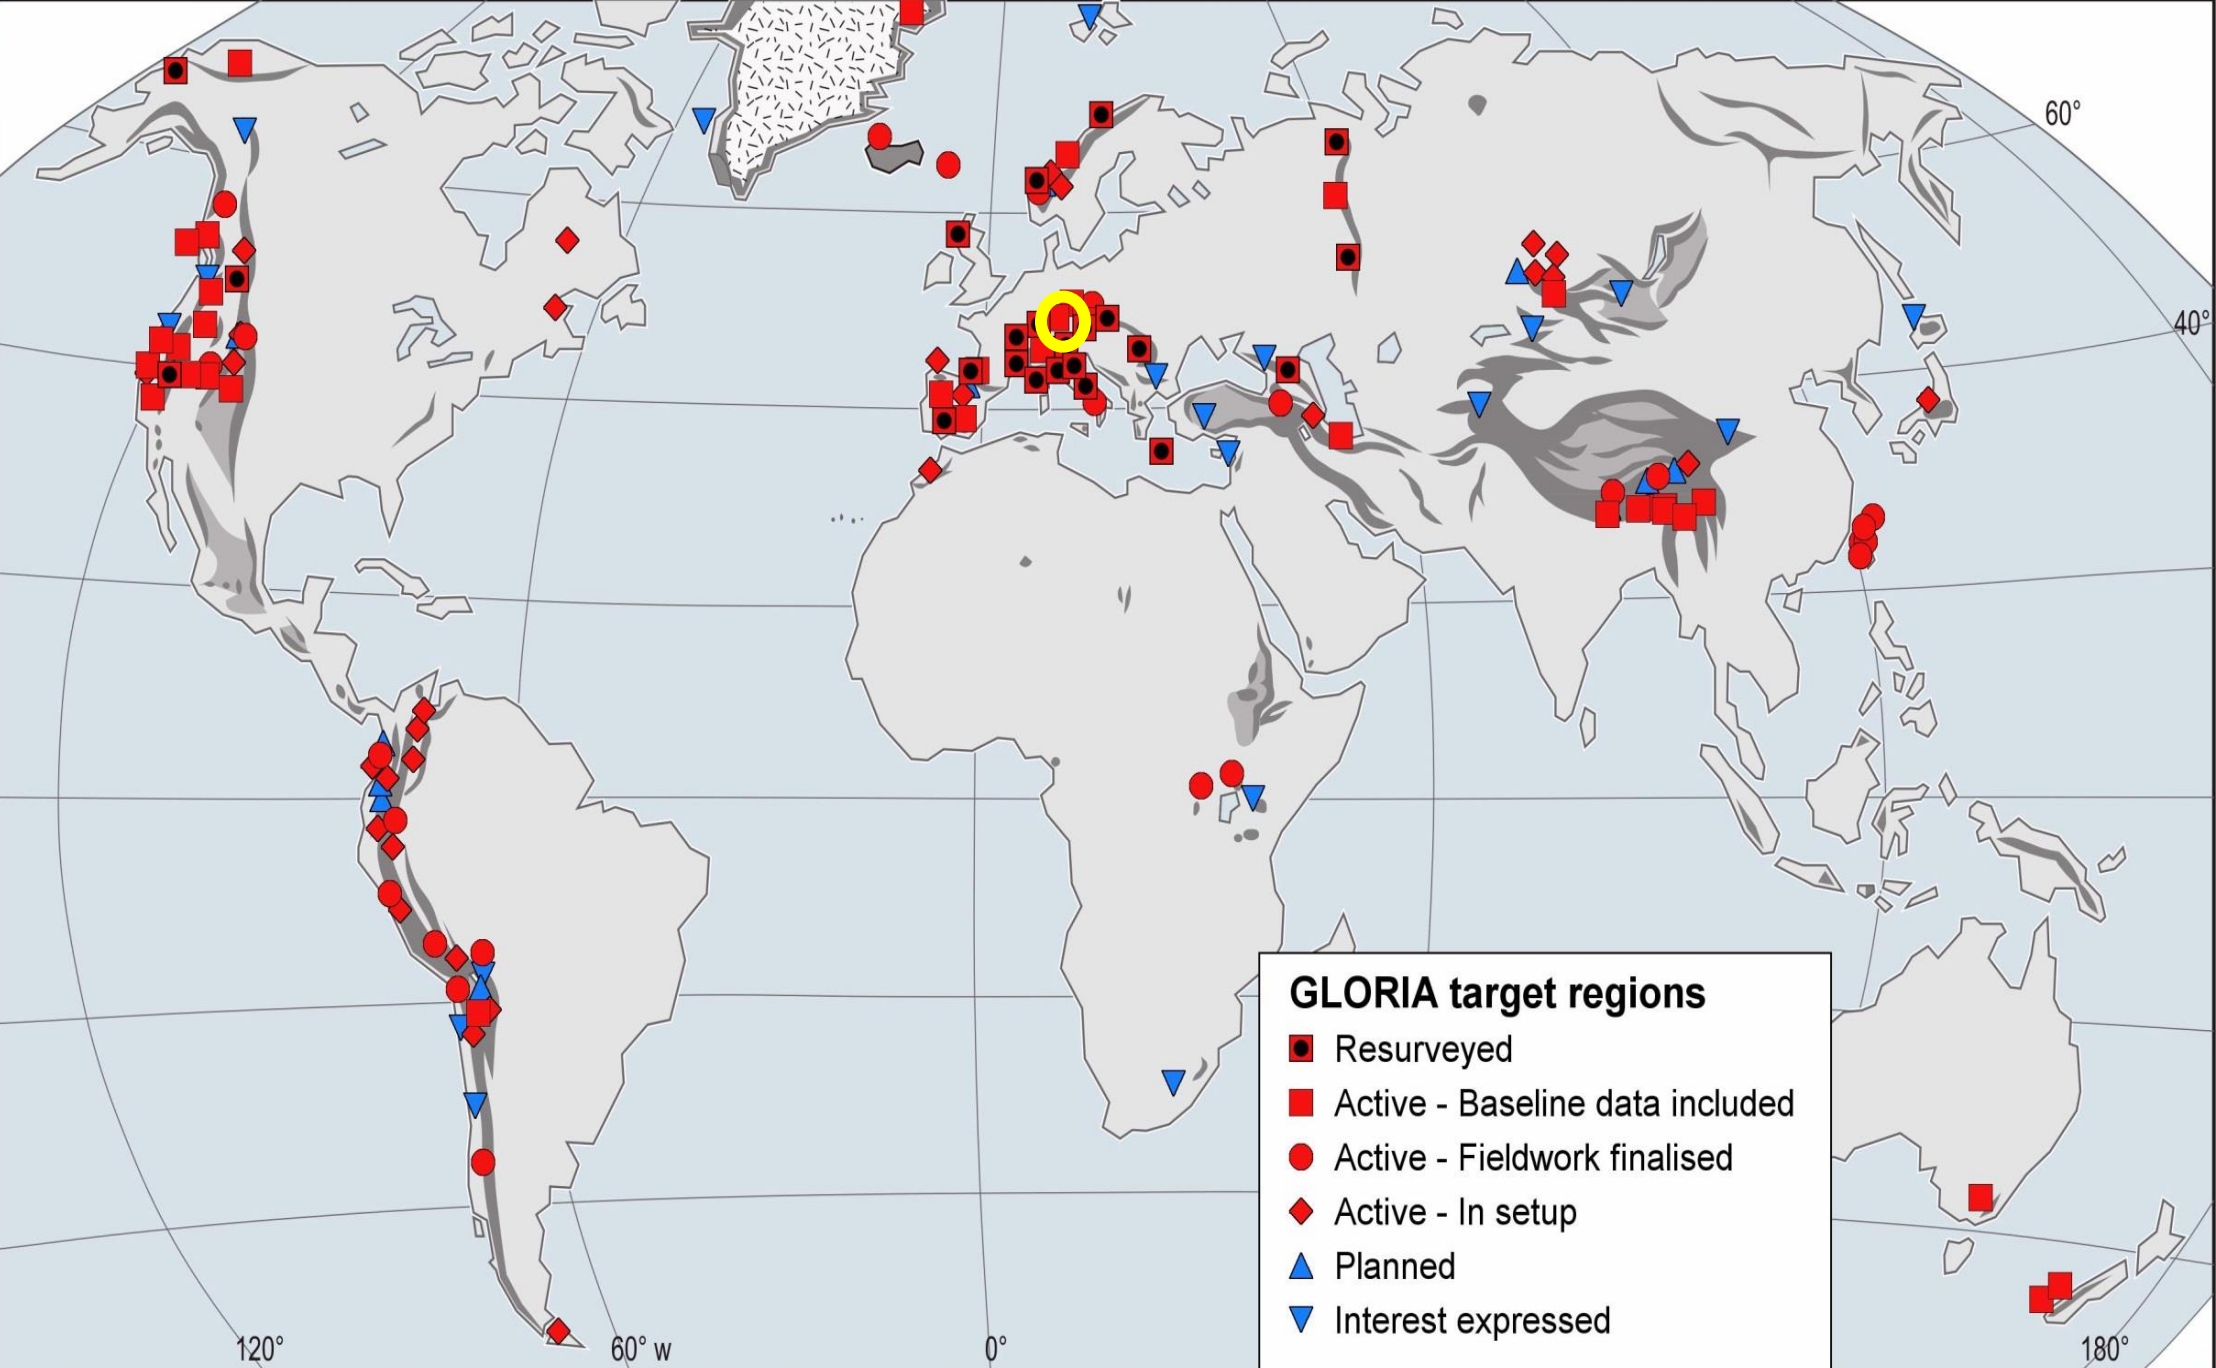 60°
40°
GLORIA target regions
Resurveyed
Active - Baseline data included
Active - Fieldwork finalised
Active - In setup
Planned
Interest expressed
120°
60° w
0°
180°